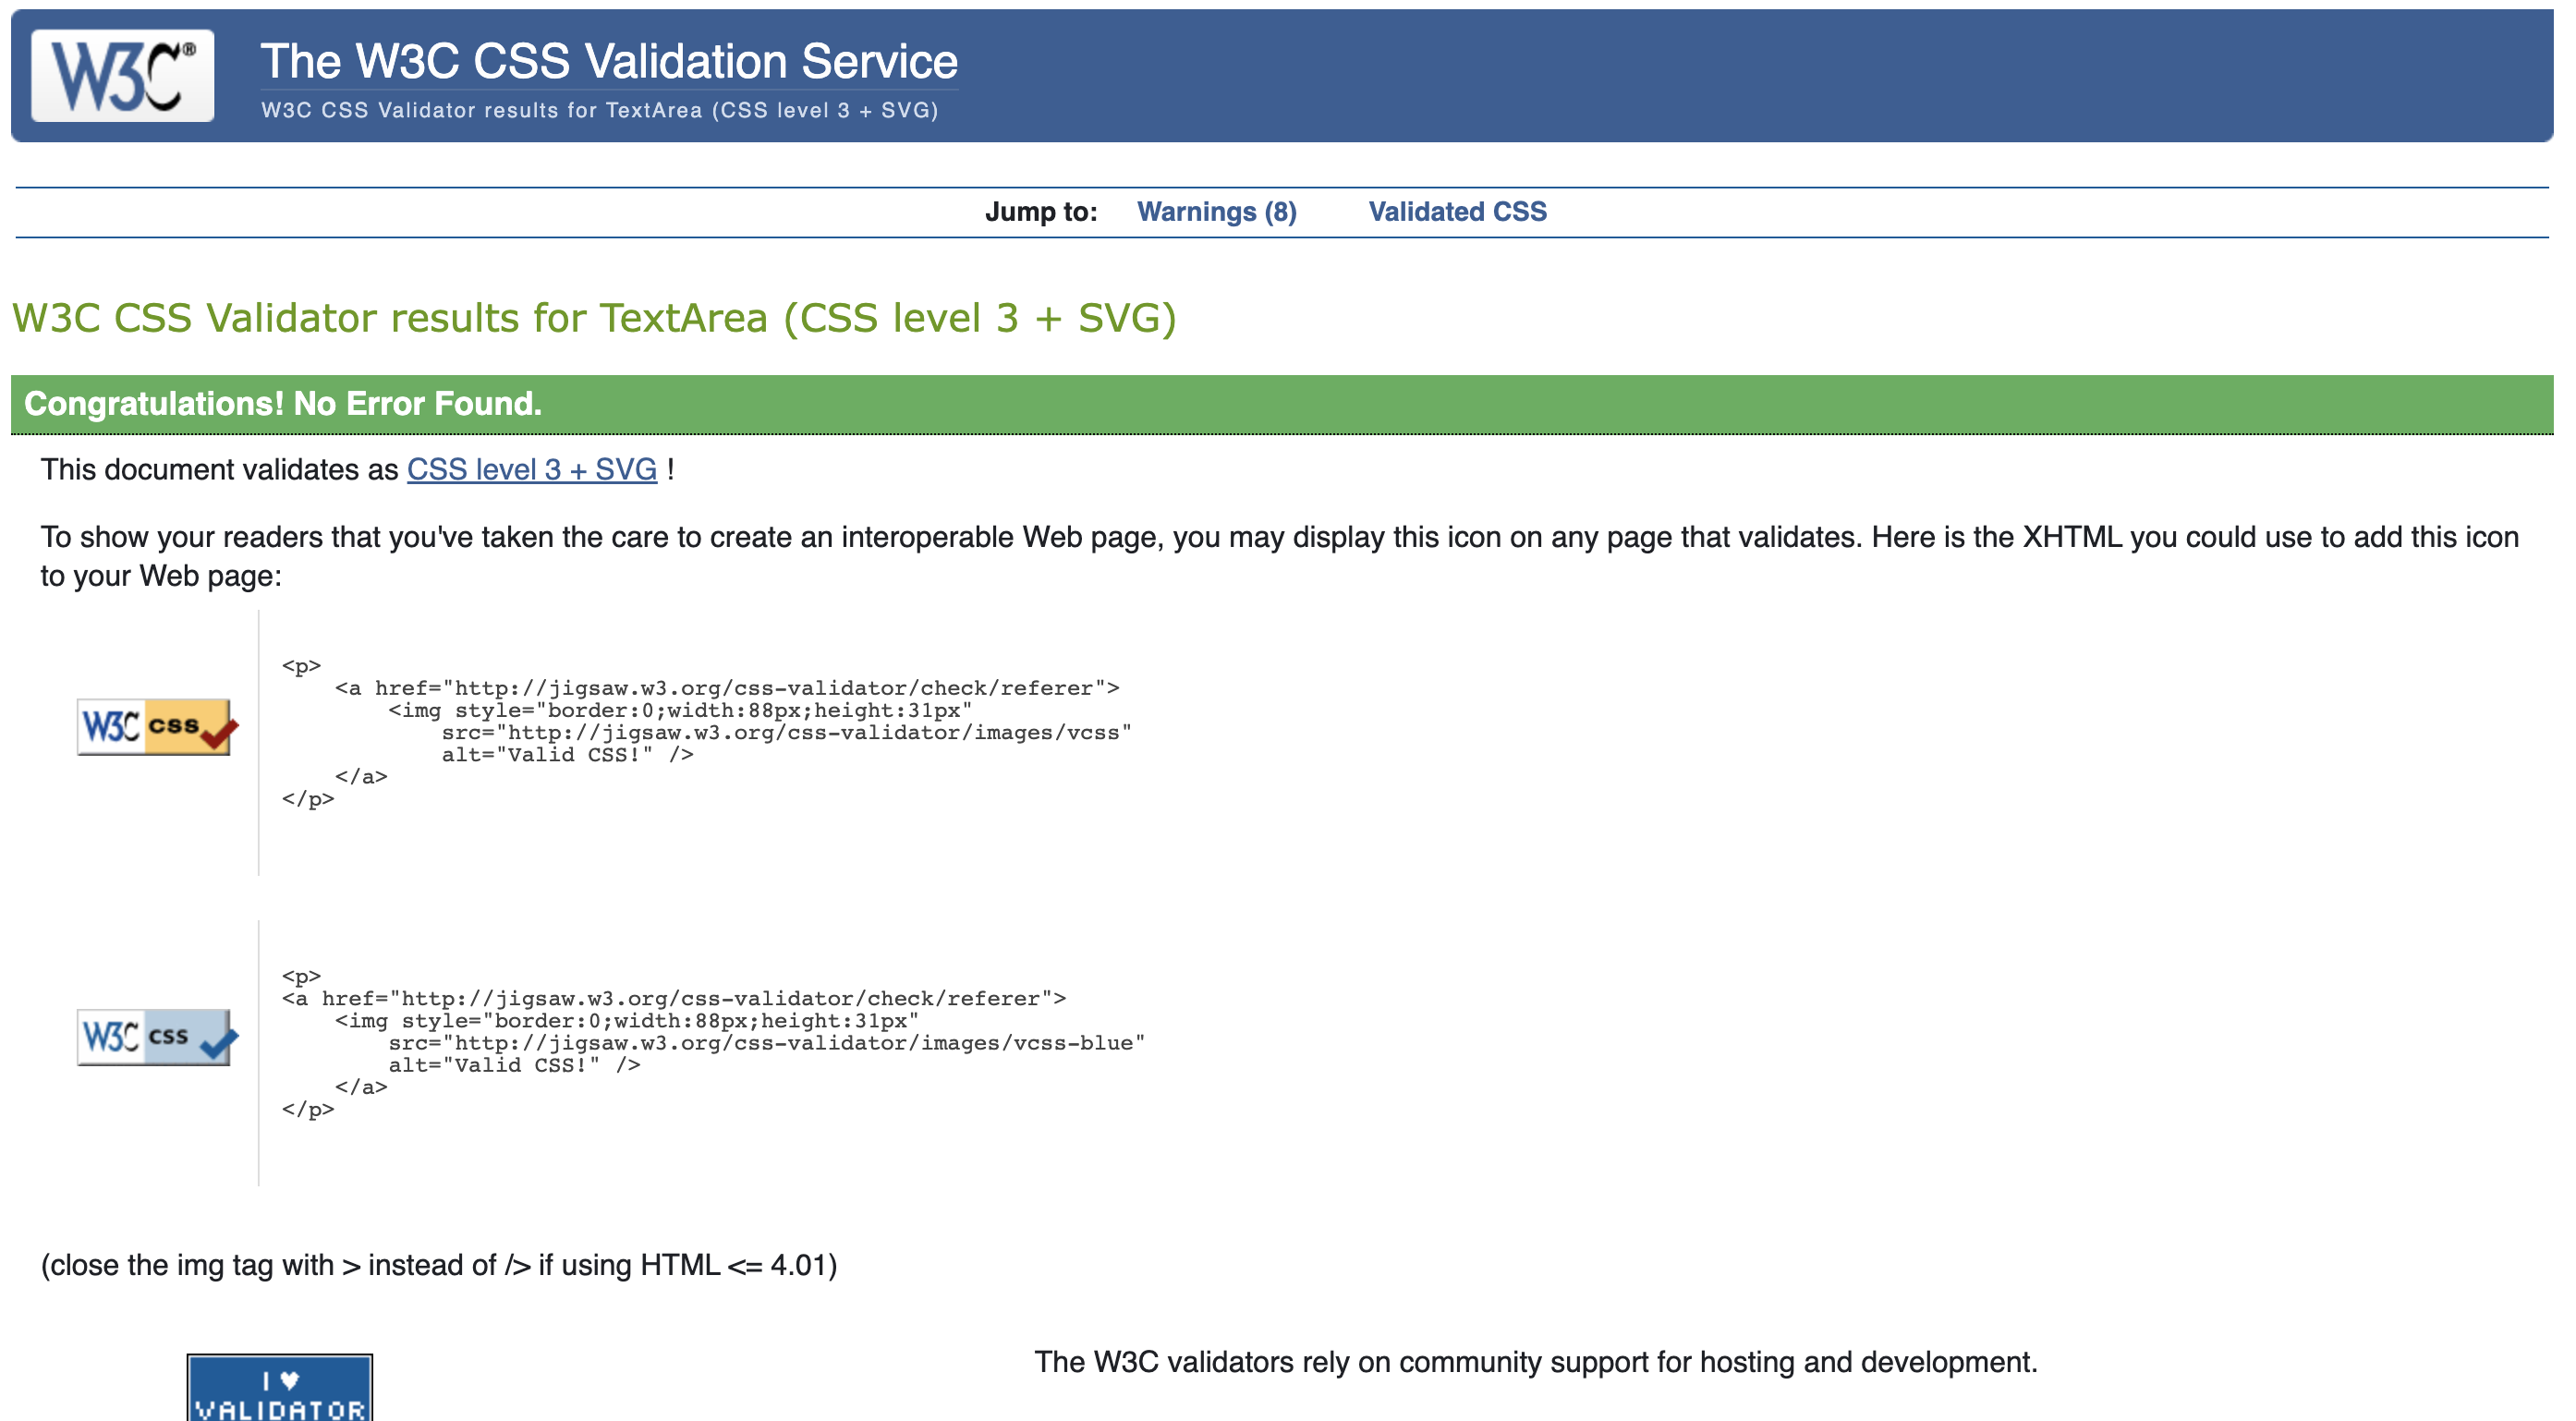 W3C®
The W3C CSS Validation Service
W3C CSS Validator results for TextArea (CSS level 3 + SVG)
Jump to: Warnings (8) Validated CSS
W3C CSS Validator results for TextArea (CSS level 3 + SVG)
Congratulations! No Error Found.
This document validates as CSS level 3 + SVG !
To show your readers that you've taken the care to create an interoperable Web page, you may display this icon on any page that validates. Here is the XHTML you could use to add this icon
to your Web page:
W3C css
<p>
    <a href="http://jigsaw.w3.org/css-validator/check/referer">
        <img style="border:0;width:88px;height:31px"
            src="http://jigsaw.w3.org/css-validator/images/vcss"
            alt="Valid CSS!" />
    </a>
</p>
W3C css
<p>
<a href="http://jigsaw.w3.org/css-validator/check/referer">
    <img style="border:0;width:88px;height:31px"
        src="http://jigsaw.w3.org/css-validator/images/vcss-blue"
        alt="Valid CSS!" />
    </a>
</p>
(close the img tag with > instead of /> if using HTML <= 4.01)
I ♥
VALIDATOR
The W3C validators rely on community support for hosting and development.